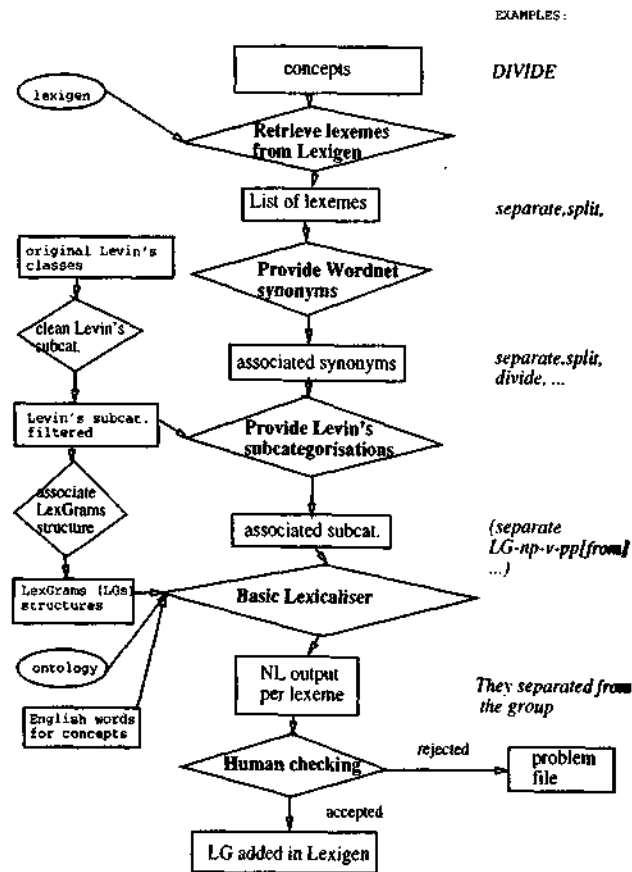 EXAMPLES:
concepts
DIVIDE
lexigen
Retrieve lexemes
from Lexigen
List of lexemes
separate,split,
original Levin's
classes
Provide Wordnet
synonyms
clean Levin's
subcat.
associated synonyms
separate,split,
divide, ...
Levin's subcat.
filtered
Provide Levin's
subcategorisations
associate
LexGrams
structure
associated subcat.
(separate
LG-np-v-pp[from]
...)
LexGrams (LGs)
structures
Basic Lexicaliser
ontology
NL output
per lexeme
They separated from
the group
English words
for concepts
Human checking
rejected
problem
file
accepted
LG added in Lexigen